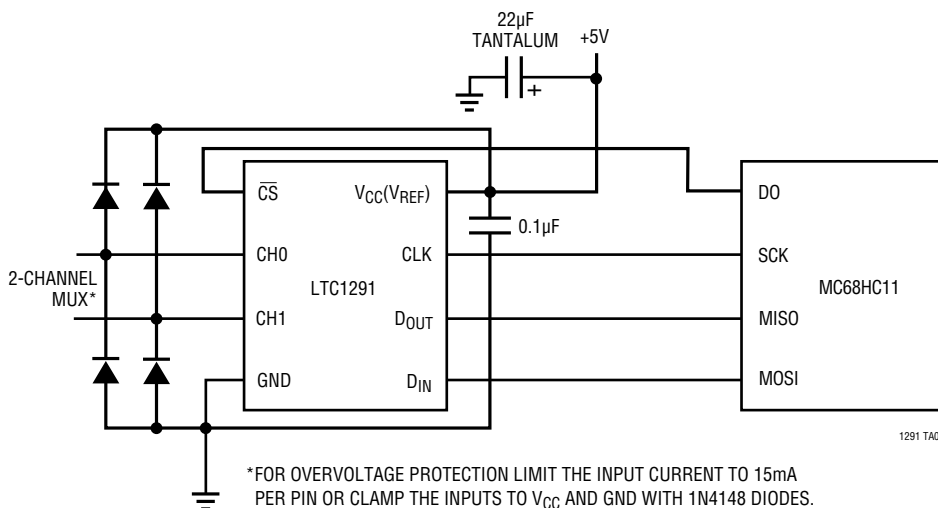 22µF
TANTALUM
+5V
+
C̅S̅
VCC(VREF)
DO
0.1µF
CH0
CLK
SCK
2-CHANNEL
MUX*
LTC1291
MC68HC11
CH1
DOUT
MISO
GND
DIN
MOSI
1291 TA0
*FOR OVERVOLTAGE PROTECTION LIMIT THE INPUT CURRENT TO 15mA
PER PIN OR CLAMP THE INPUTS TO VCC AND GND WITH 1N4148 DIODES.